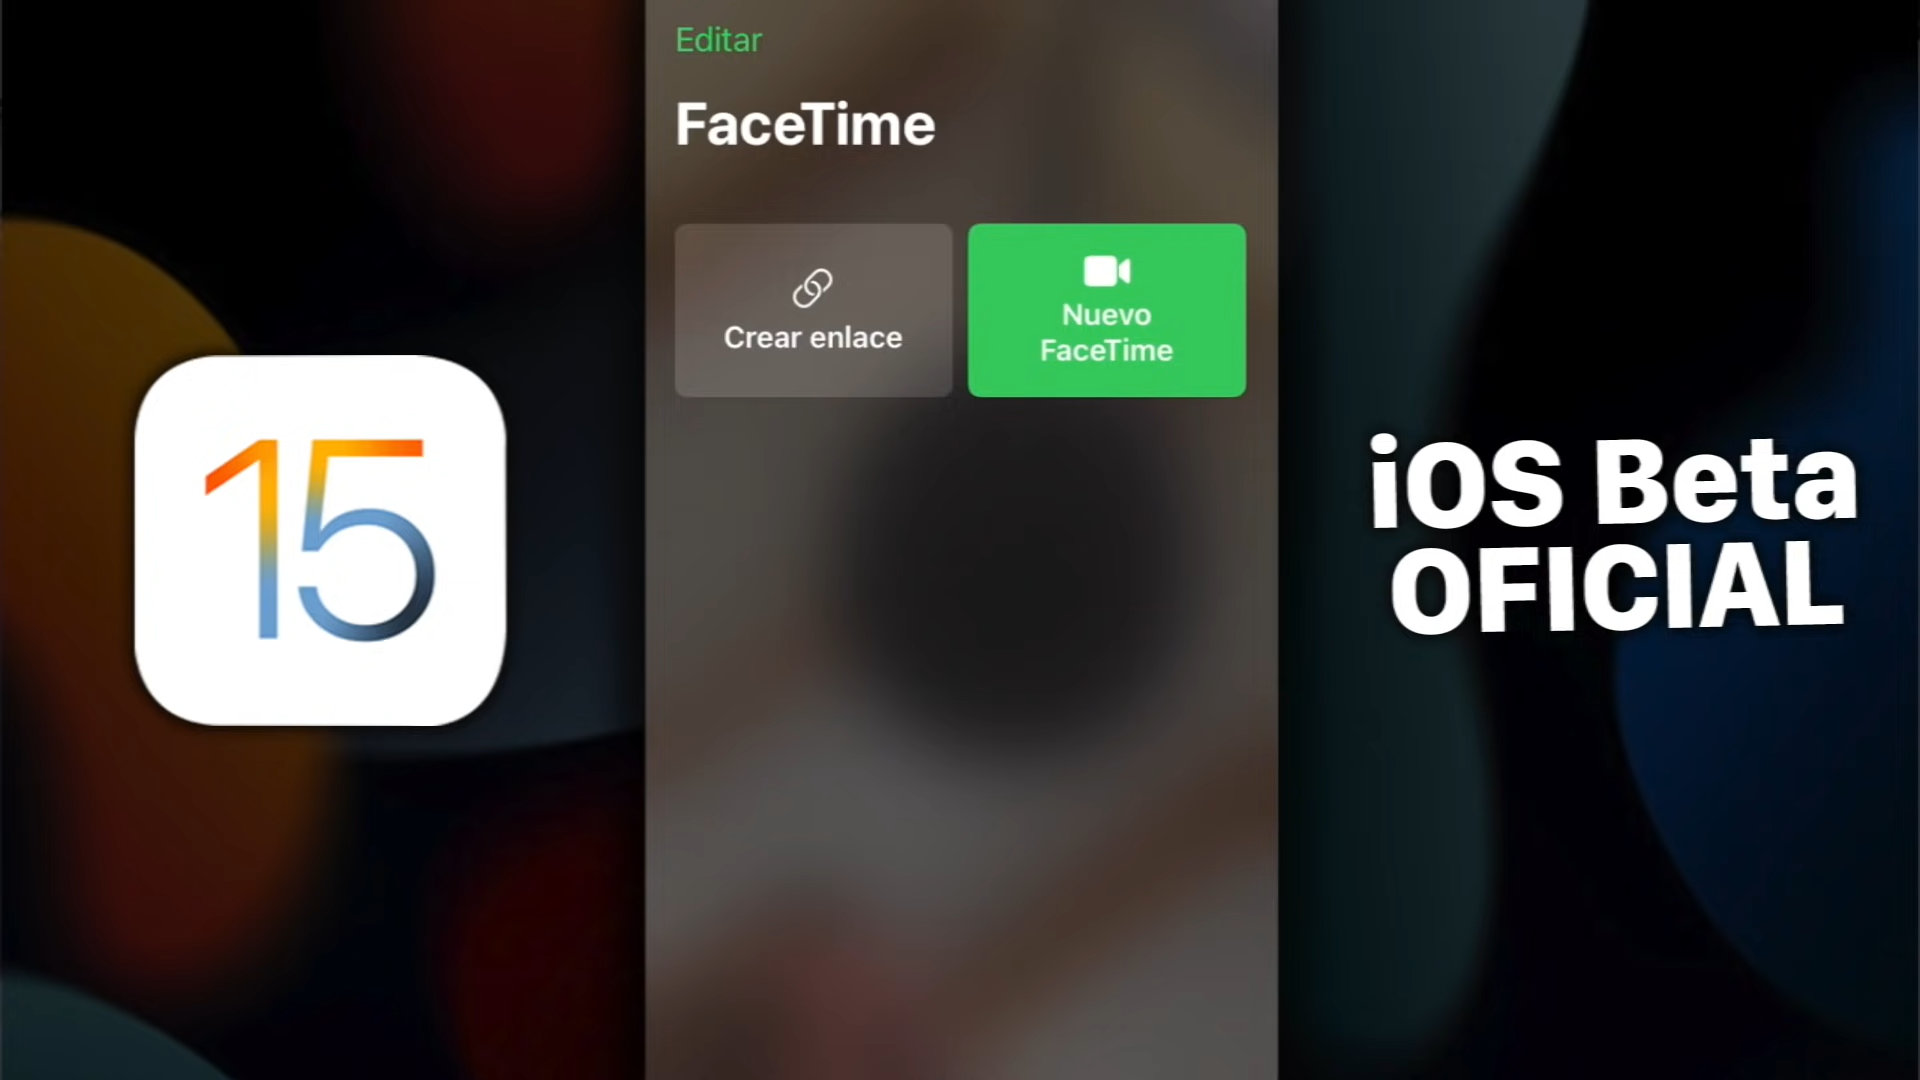 Editar
FaceTime
Crear enlace
Nuevo
FaceTime
15
iOS Beta
OFICIAL